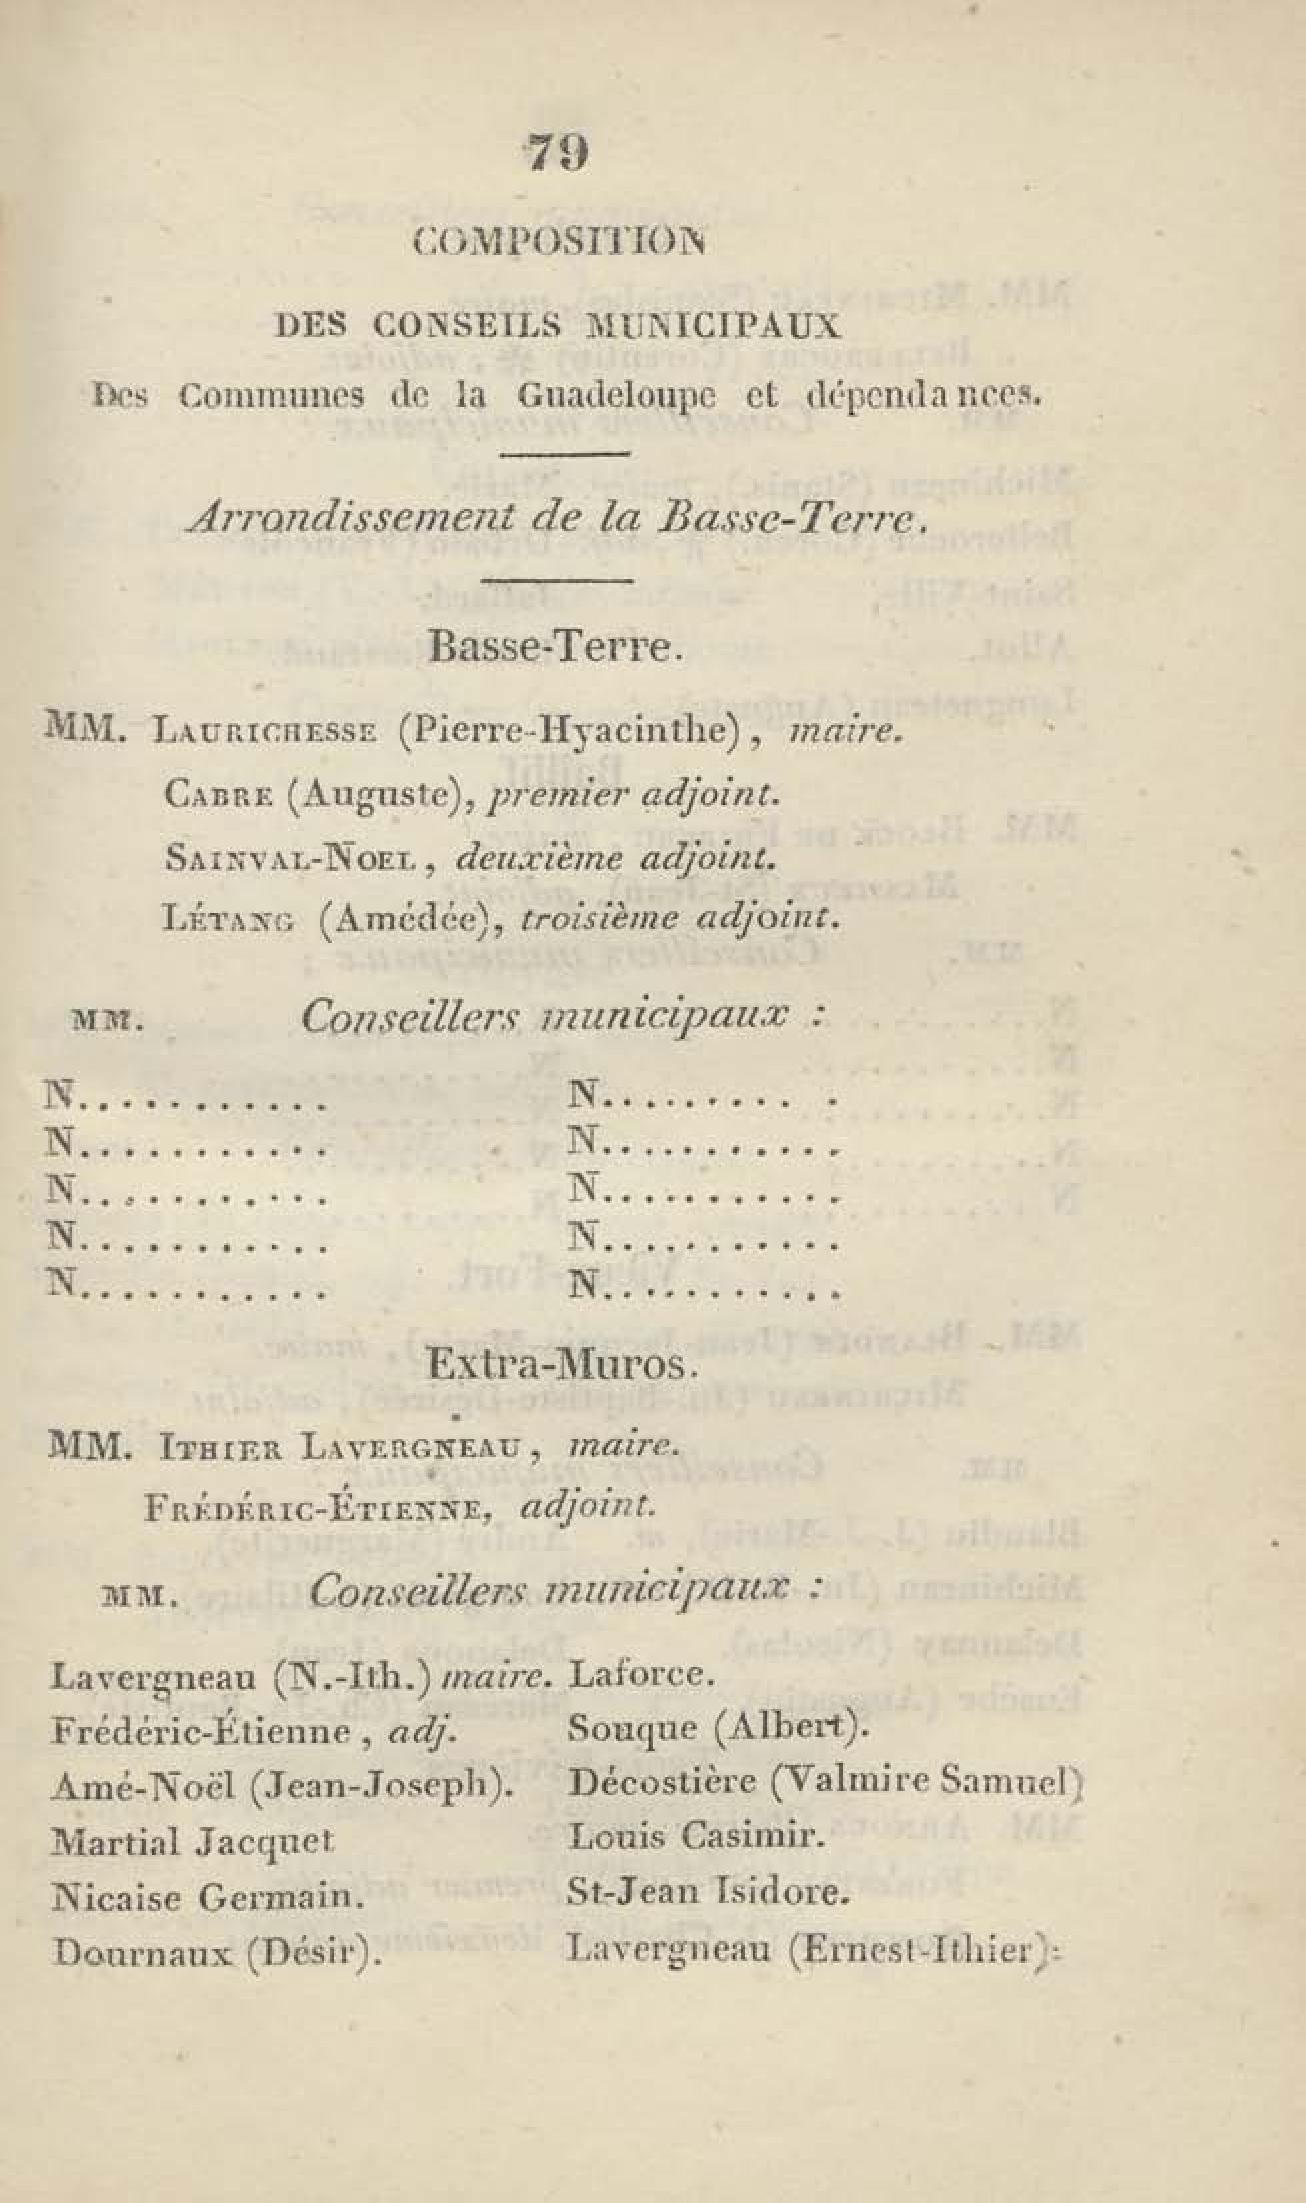 79
COMPOSITION
DES CONSEILS MUNICIPAUX
Des Communes de la Guadeloupe et dépendances.
Arrondissement de la Basse-Terre.
Basse-Terre.
MM. LAURICHESSE (Pierre-Hyacinthe), maire.
CABRE (Auguste), premier adjoint.
SAINVAL-NOEL, deuxième adjoint.
LÉTANG (Amédée), troisième adjoint.
MM. Conseillers municipaux :
N........... N.......... .
N........... N...........
N........... N...........
N........... N...........
N........... N...........
Extra-Muros.
MM. ITHIER LAVERGNEAU, maire.
FRÉDÉRIC-ÉTIENNE, adjoint.
MM. Conseillers municipaux :
Lavergneau (N.-Ith.) maire. Laforce.
Frédéric-Étienne, adj. Souque (Albert).
Amé-Noël (Jean-Joseph). Décostière (Valmire Samuel)
Martial Jacquet Louis Casimir.
Nicaise Germain. St-Jean Isidore.
Dournaux (Désir). Lavergneau (Ernest-Ithier):